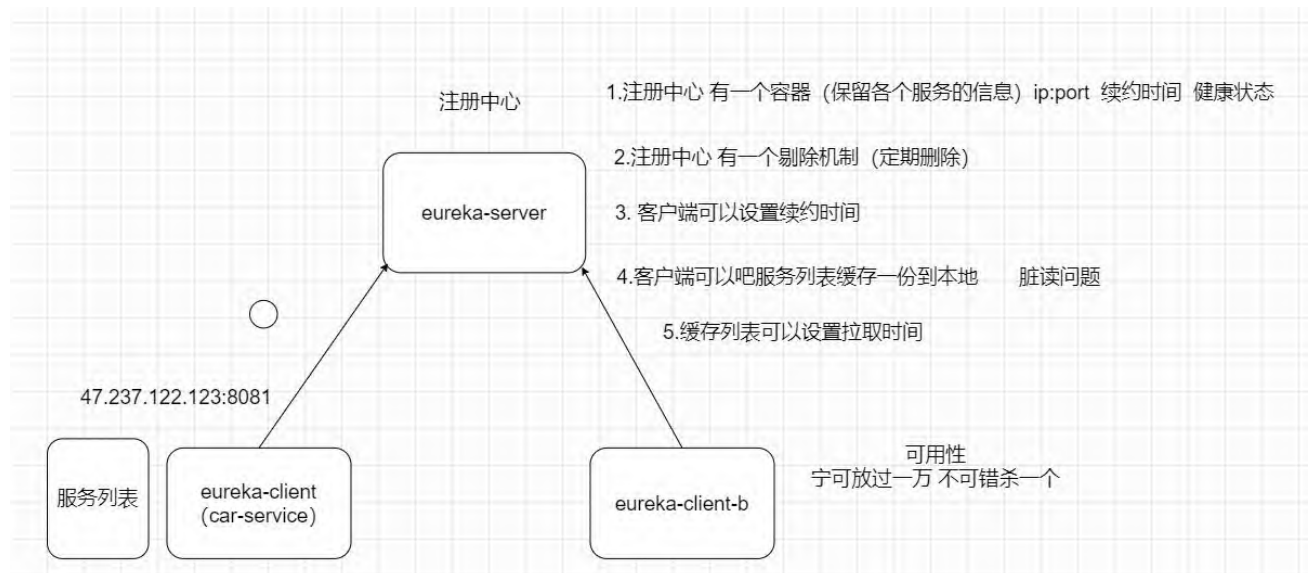 注册中心
1.注册中心 有一个容器（保留各个服务的信息）ip:port 续约时间 健康状态
2.注册中心 有一个剔除机制（定期删除）
eureka-server
3. 客户端可以设置续约时间
4.客户端可以吧服务列表缓存一份到本地 脏读问题
5.缓存列表可以设置拉取时间
47.237.122.123:8081
服务列表
eureka-client
（car-service）
eureka-client-b
可用性
宁可放过一万 不可错杀一个